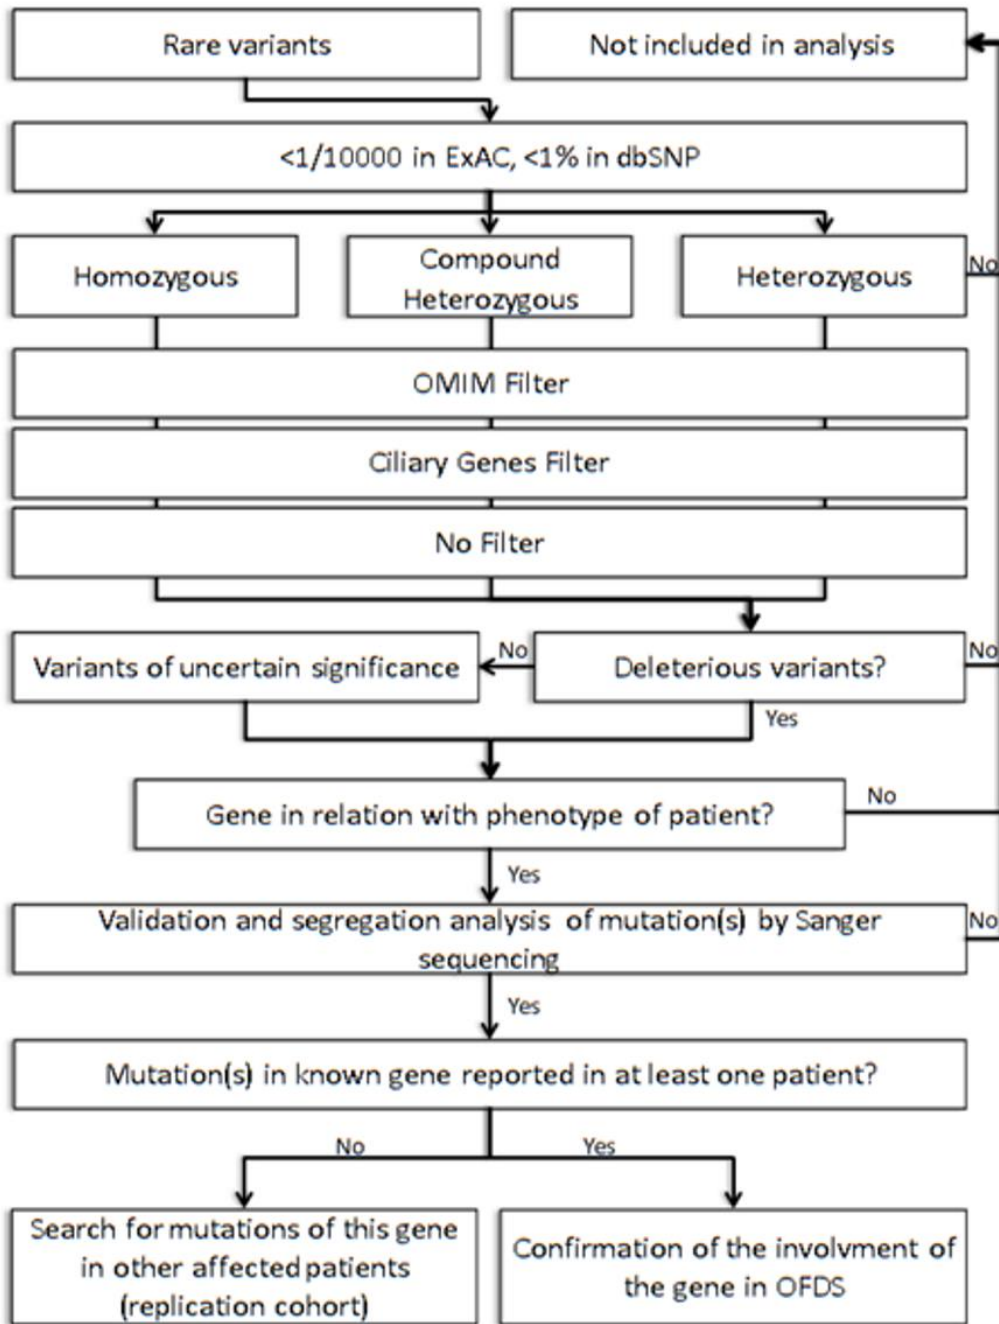 Rare variants
Not included in analysis
<1/10000 in ExAC, <1% in dbSNP
Homozygous
Compound
Heterozygous
Heterozygous
No
OMIM Filter
Ciliary Genes Filter
No Filter
Variants of uncertain significance
No
Deleterious variants?
No
Yes
Gene in relation with phenotype of patient?
No
Yes
Validation and segregation analysis of mutation(s) by Sanger
sequencing
No
Yes
Mutation(s) in known gene reported in at least one patient?
No
Yes
Search for mutations of this gene
in other affected patients
(replication cohort)
Confirmation of the involvment of
the gene in OFDS